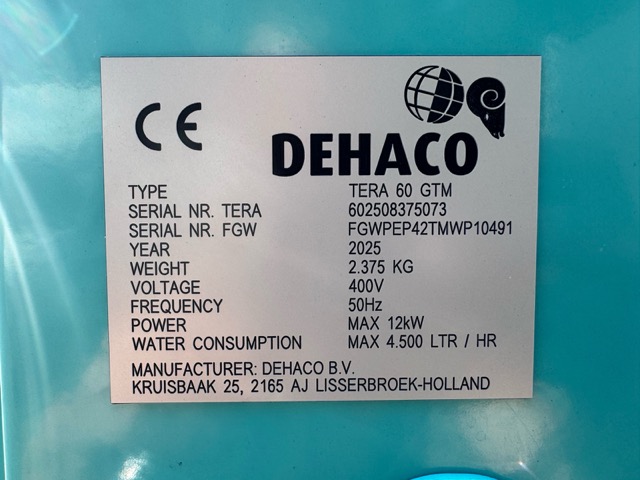 CE
DEHACO
TYPE TERA 60 GTM
SERIAL NR. TERA 602508375073
SERIAL NR. FGW FGWPEP42TMWP10491
YEAR 2025
WEIGHT 2.375 KG
VOLTAGE 400V
FREQUENCY 50Hz
POWER MAX 12kW
WATER CONSUMPTION MAX 4.500 LTR / HR
MANUFACTURER: DEHACO B.V.
KRUISBAAK 25, 2165 AJ LISSERBROEK-HOLLAND